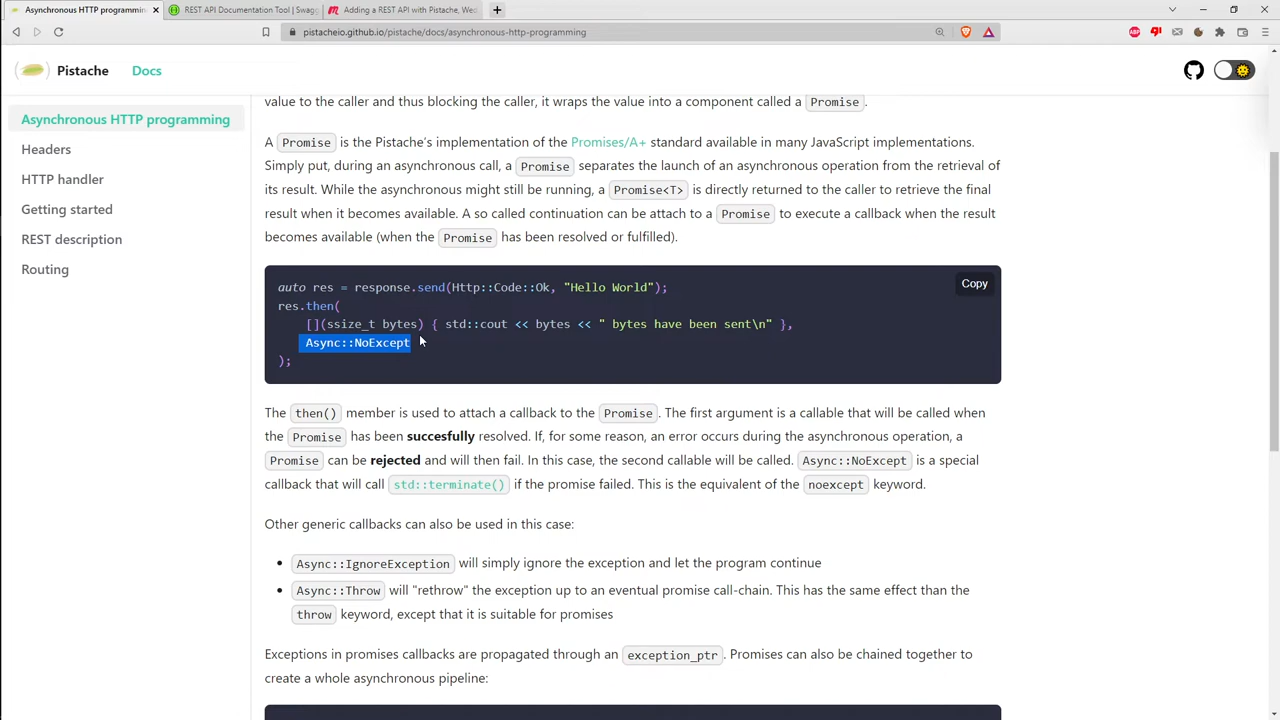 Asynchronous HTTP programmin
REST API Documentation Tool | Swagg
Adding a REST API with Pistache, Wes
pistacheio.github.io/pistache/docs/asynchronous-http-programming
Pistache
Docs
Asynchronous HTTP programming
Headers
HTTP handler
Getting started
REST description
Routing
value to the caller and thus blocking the caller, it wraps the value into a component called a Promise.
A Promise is the Pistache’s implementation of the Promises/A+ standard available in many JavaScript implementations.
Simply put, during an asynchronous call, a Promise separates the launch of an asynchronous operation from the retrieval of
its result. While the asynchronous might still be running, a Promise<T> is directly returned to the caller to retrieve the final
result when it becomes available. A so called continuation can be attach to a Promise to execute a callback when the result
becomes available (when the Promise has been resolved or fulfilled).
auto res = response.send(Http::Code::Ok, "Hello World");
res.then(
[](ssize_t bytes) { std::cout << bytes << " bytes have been sent\n" },
Async::NoExcept
);
Copy
The then() member is used to attach a callback to the Promise. The first argument is a callable that will be called when
the Promise has been succesfully resolved. If, for some reason, an error occurs during the asynchronous operation, a
Promise can be rejected and will then fail. In this case, the second callable will be called. Async::NoExcept is a special
callback that will call std::terminate() if the promise failed. This is the equivalent of the noexcept keyword.
Other generic callbacks can also be used in this case:
• Async::IgnoreException will simply ignore the exception and let the program continue
• Async::Throw will "rethrow" the exception up to an eventual promise call-chain. This has the same effect than the
throw keyword, except that it is suitable for promises
Exceptions in promises callbacks are propagated through an exception_ptr. Promises can also be chained together to
create a whole asynchronous pipeline: